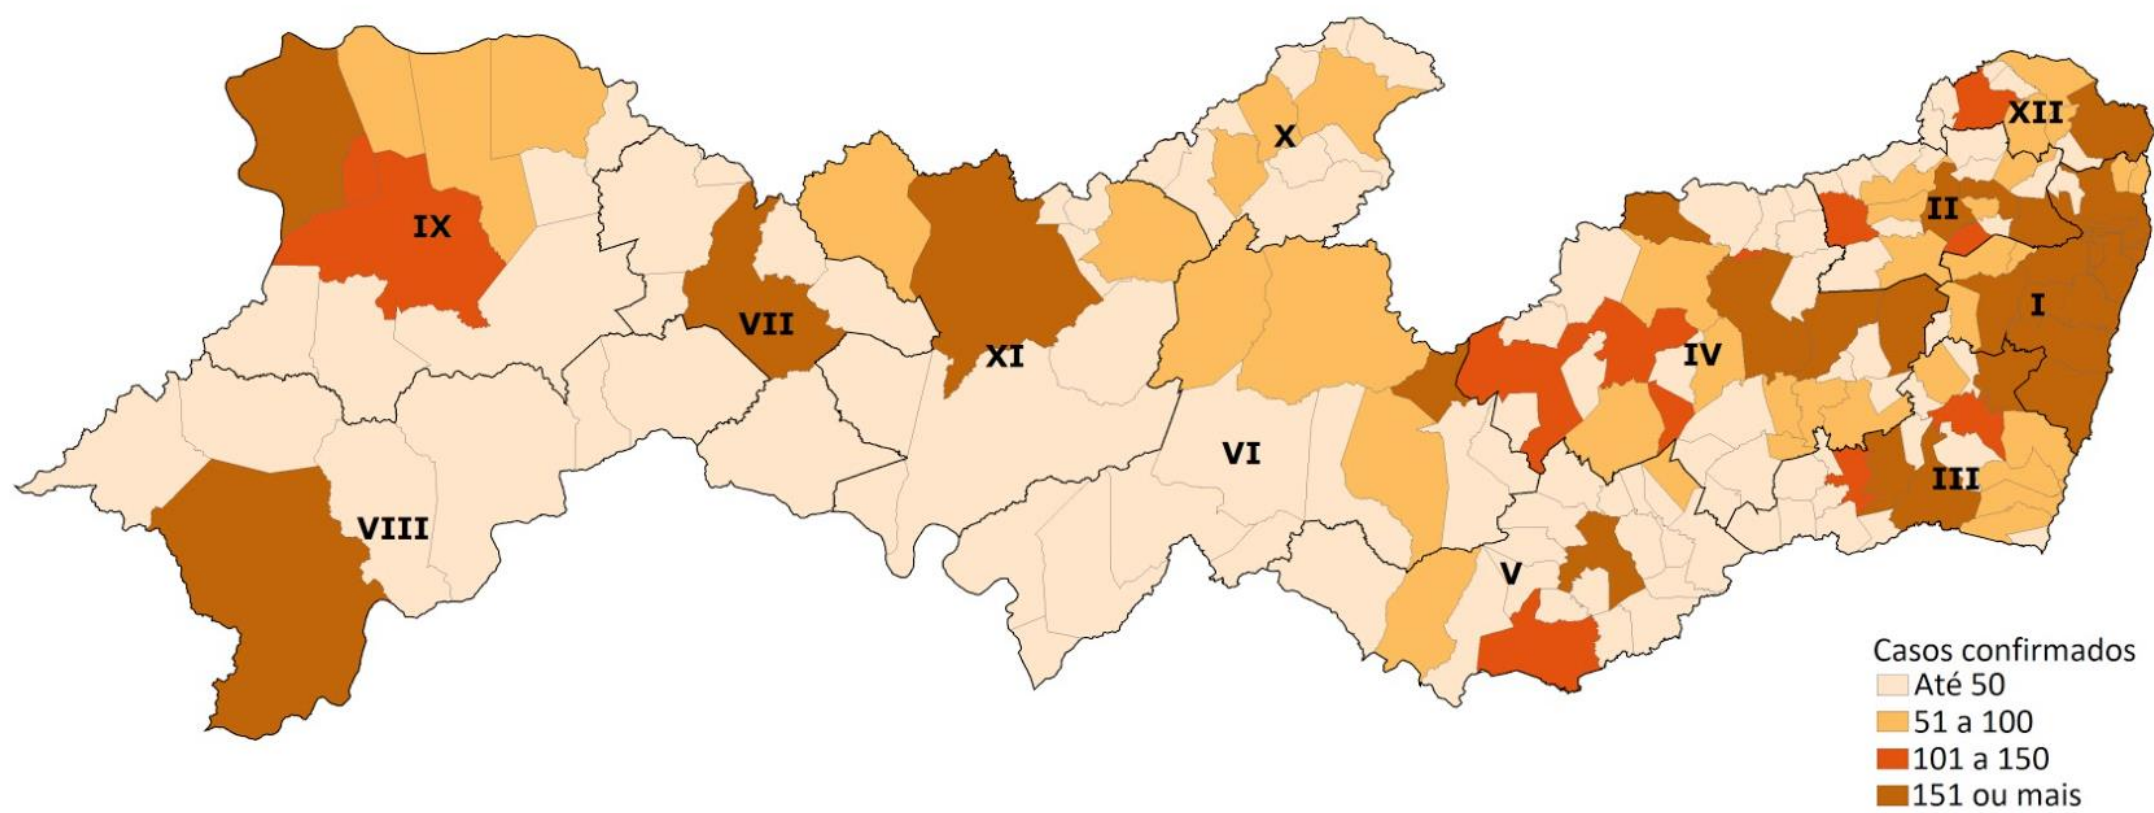 XII
X
II
IX
I
VII
XI
IV
VI
III
VIII
V
Casos confirmados
Até 50
51 a 100
101 a 150
151 ou mais